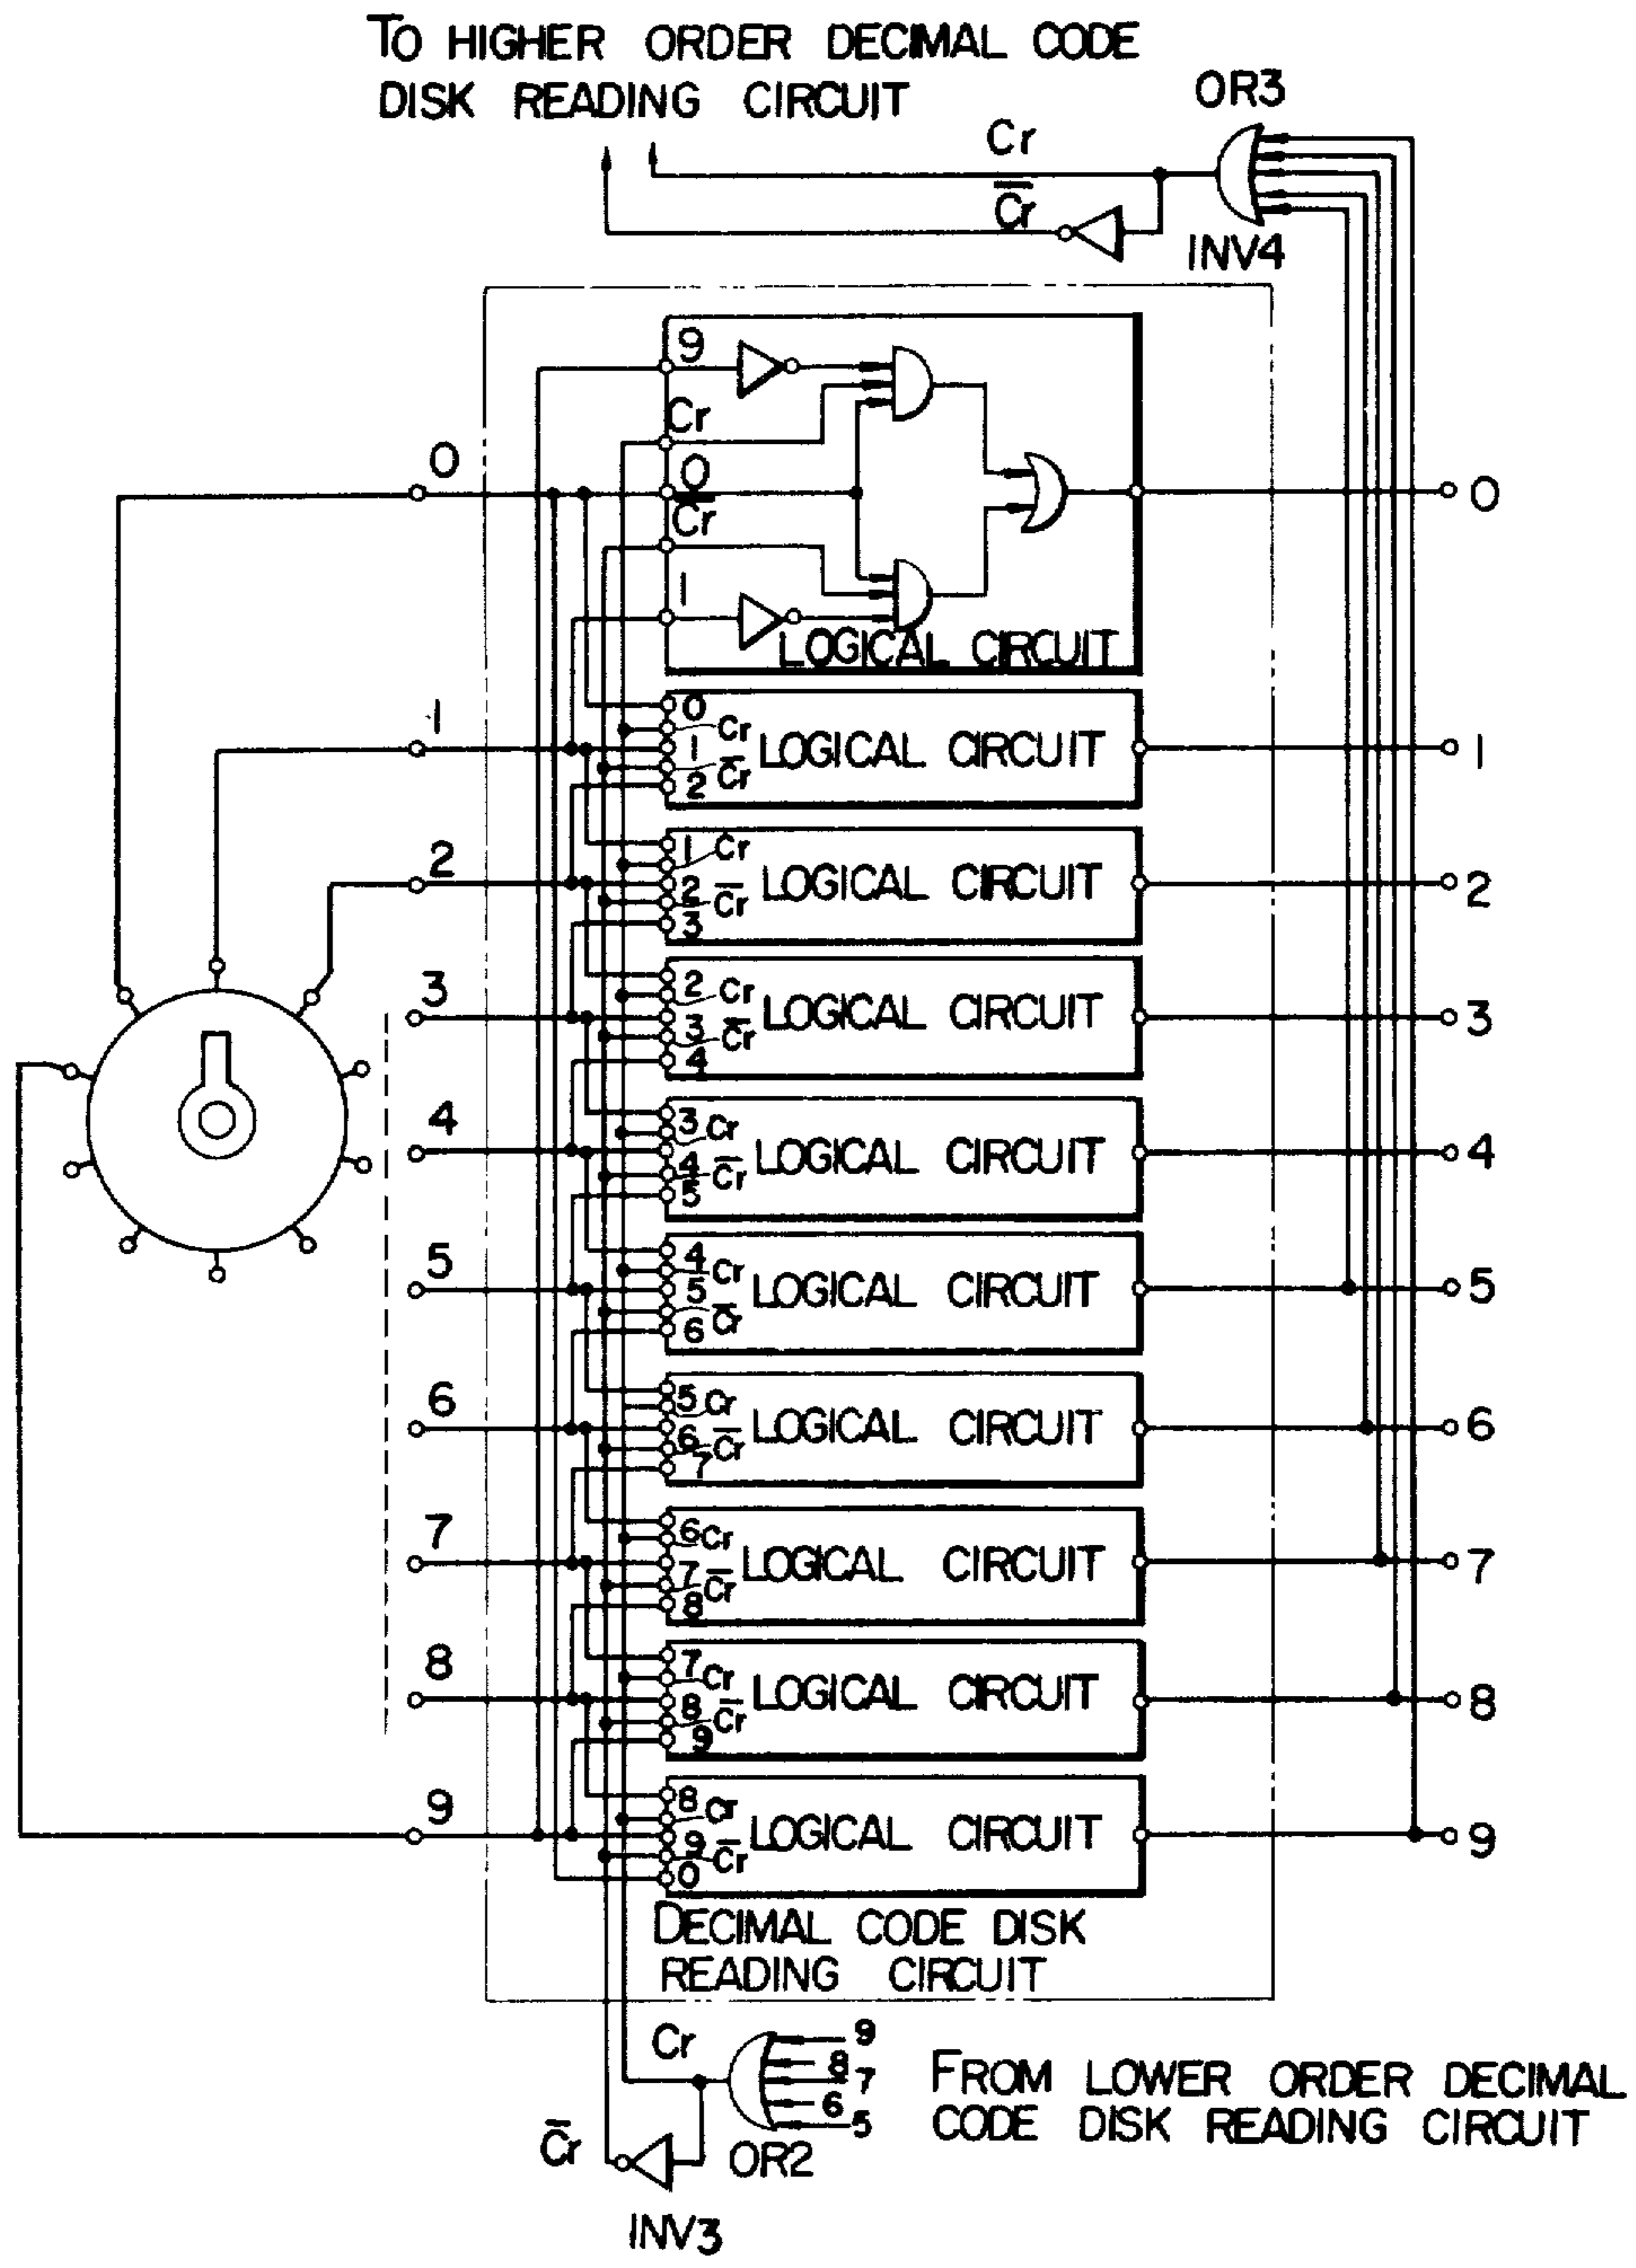 TO HIGHER ORDER DECIMAL CODE
DISK READING CIRCUIT
OR3
Cr
C̅r̅
INV4
9
Cr
0
C̅r̅
1
LOGICAL CIRCUIT
0
0
1
0
Cr
1
C̅r̅
2
LOGICAL CIRCUIT
1
2
1
Cr
2
C̅r̅
3
LOGICAL CIRCUIT
2
3
2
Cr
3
C̅r̅
4
LOGICAL CIRCUIT
3
4
3
Cr
4
C̅r̅
5
LOGICAL CIRCUIT
4
5
4
Cr
5
C̅r̅
6
LOGICAL CIRCUIT
5
6
5
Cr
6
C̅r̅
7
LOGICAL CIRCUIT
6
7
6
Cr
7
C̅r̅
8
LOGICAL CIRCUIT
7
8
7
Cr
8
C̅r̅
9
LOGICAL CIRCUIT
8
9
8
Cr
9
C̅r̅
0
LOGICAL CIRCUIT
9
DECIMAL CODE DISK
READING CIRCUIT
Cr
9
8
7
6
5
FROM LOWER ORDER DECIMAL
CODE DISK READING CIRCUIT
C̅r̅
OR2
INV3